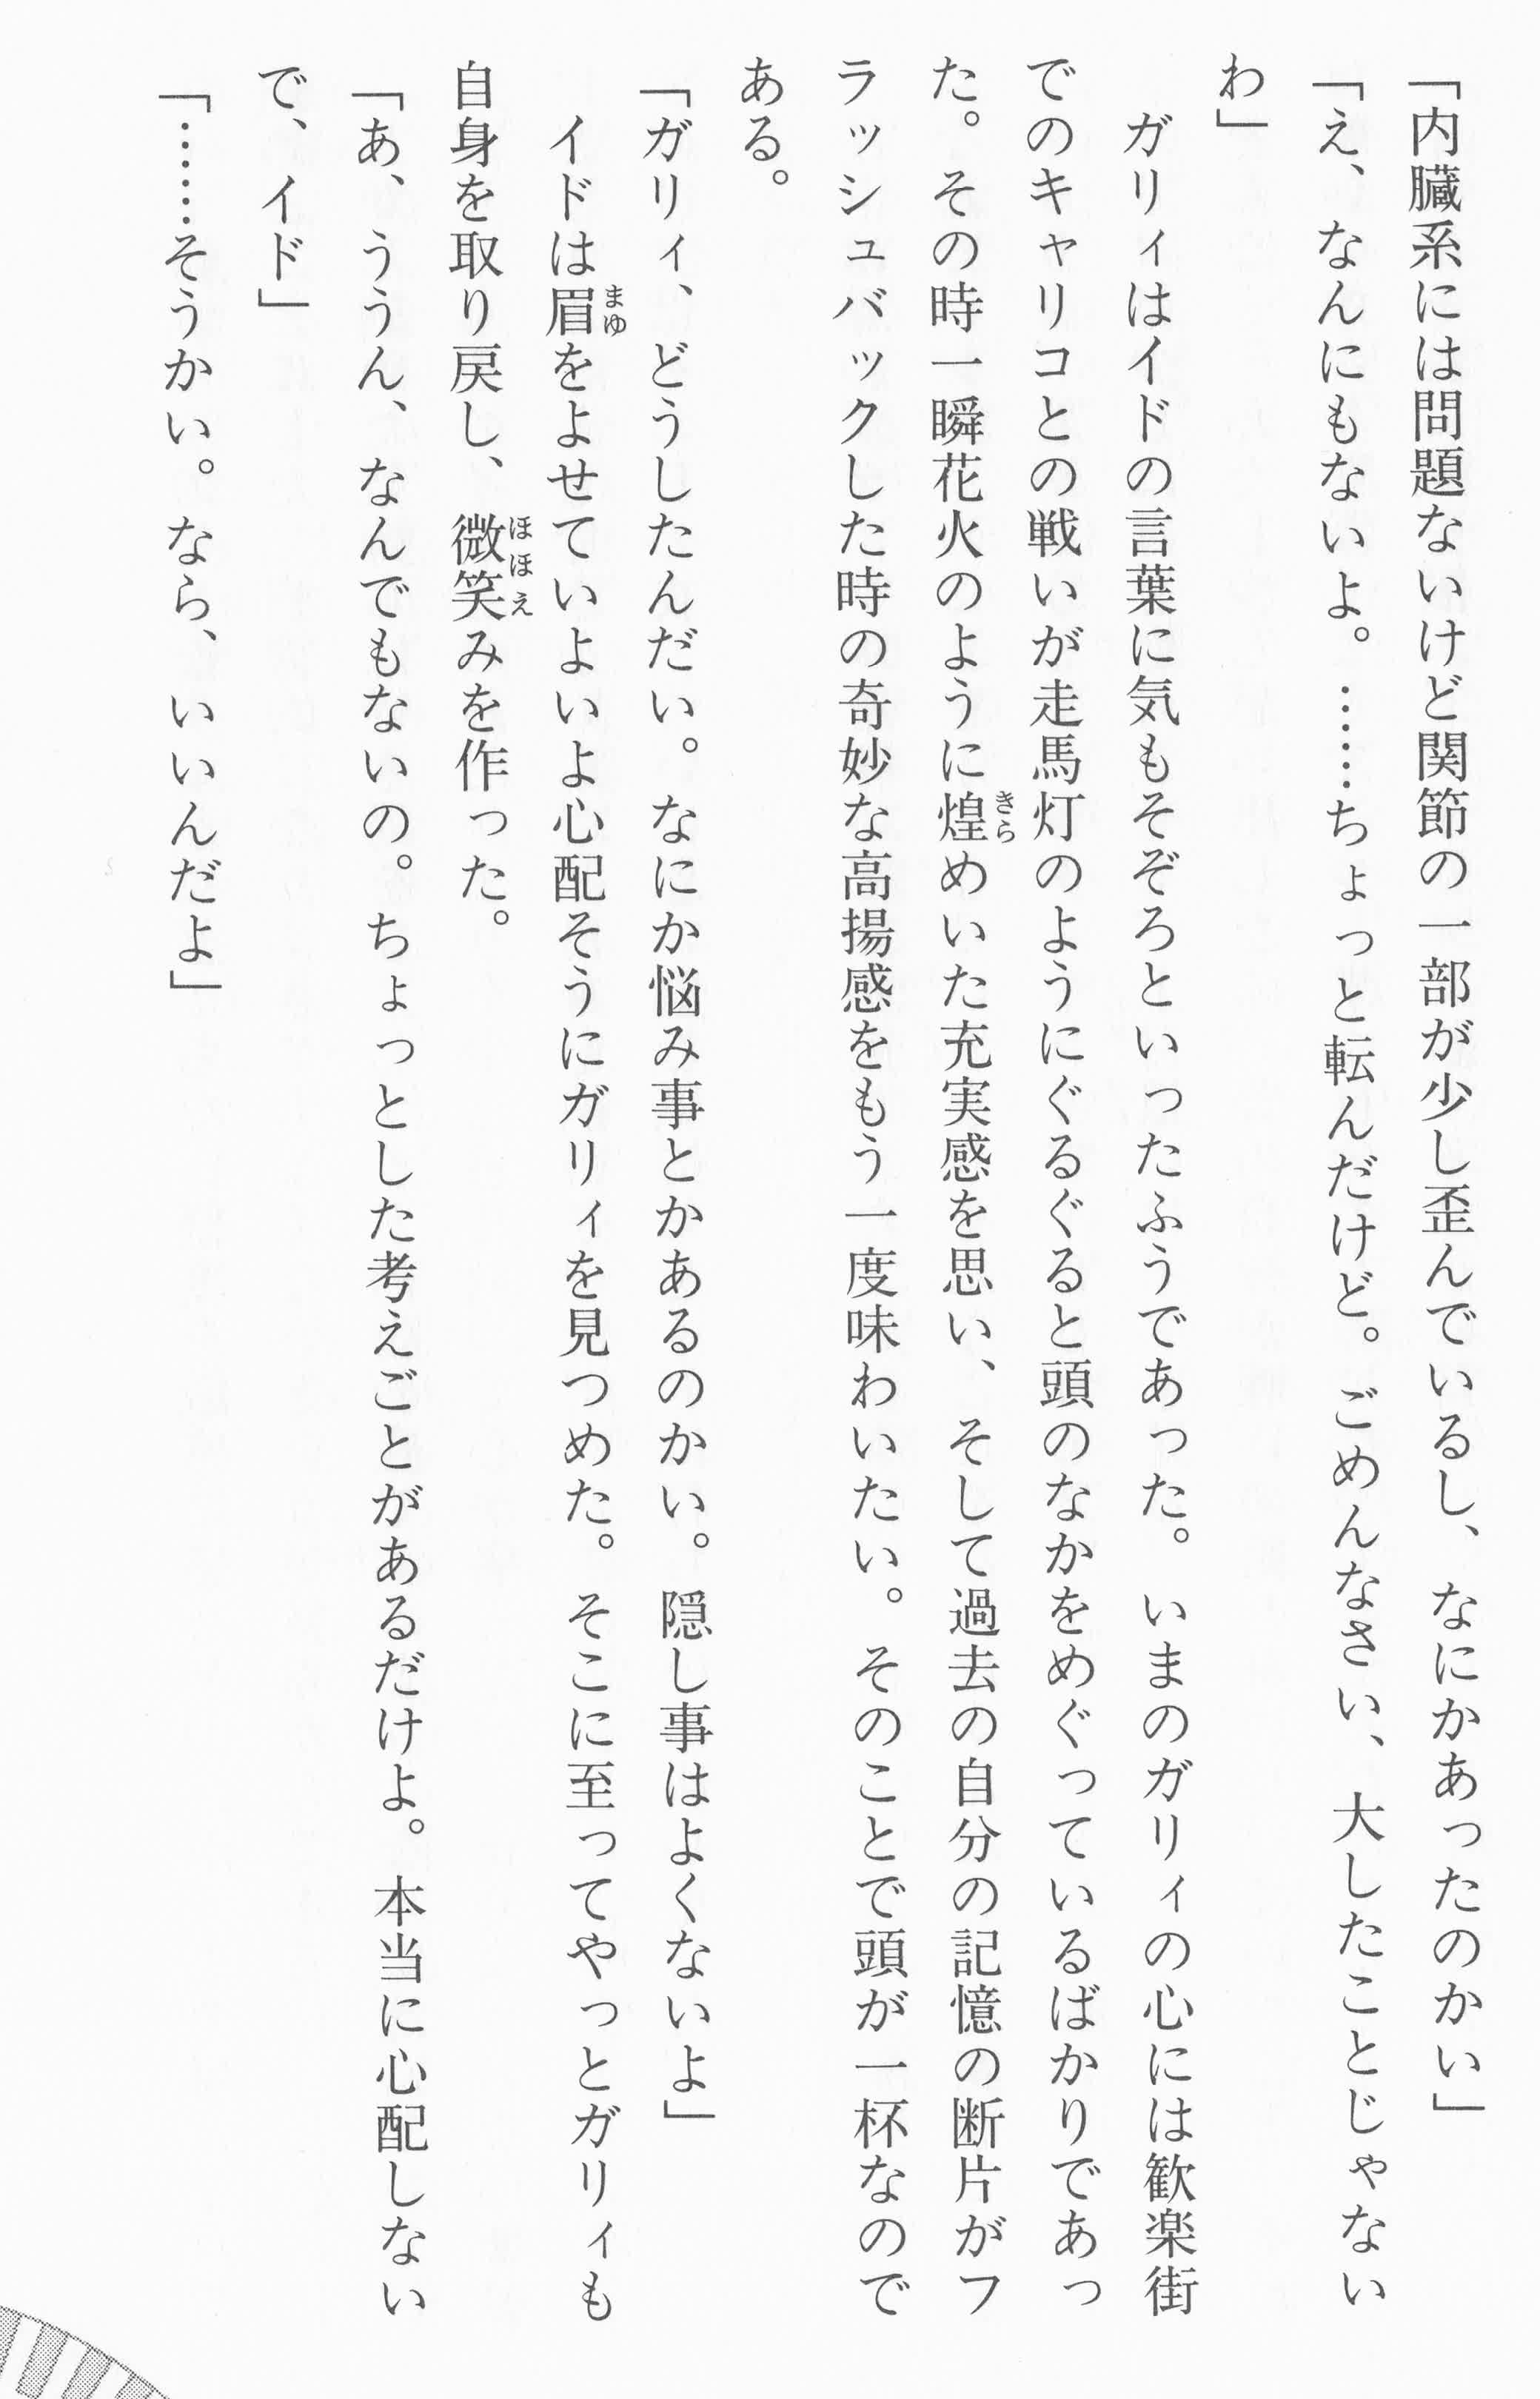 「内臓系には問題ないけど関節の一部が少し歪んでいるし、なにかあったのかい」
「え、なんにもないよ。……ちょっと転んだけど。ごめんなさい、大したことじゃない
わ」
　ガリィはイドの言葉に気もそぞろといったふうであった。いまのガリィの心には歓楽街
でのキャリコとの戦いが走馬灯のようにぐるぐると頭のなかをめぐっているばかりであっ
た。その時一瞬花火のように煌めいた充実感を思い、そして過去の自分の記憶の断片がフ
ラッシュバックした時の奇妙な高揚感をもう一度味わいたい。そのことで頭が一杯なので
ある。
「ガリィ、どうしたんだい。なにか悩み事とかあるのかい。隠し事はよくないよ」
　イドは眉をよせていよいよ心配そうにガリィを見つめた。そこに至ってやっとガリィも
自身を取り戻し、微笑みを作った。
「あ、ううん、なんでもないの。ちょっとした考えごとがあるだけよ。本当に心配しない
で、イド」
「……そうかい。なら、いいんだよ」